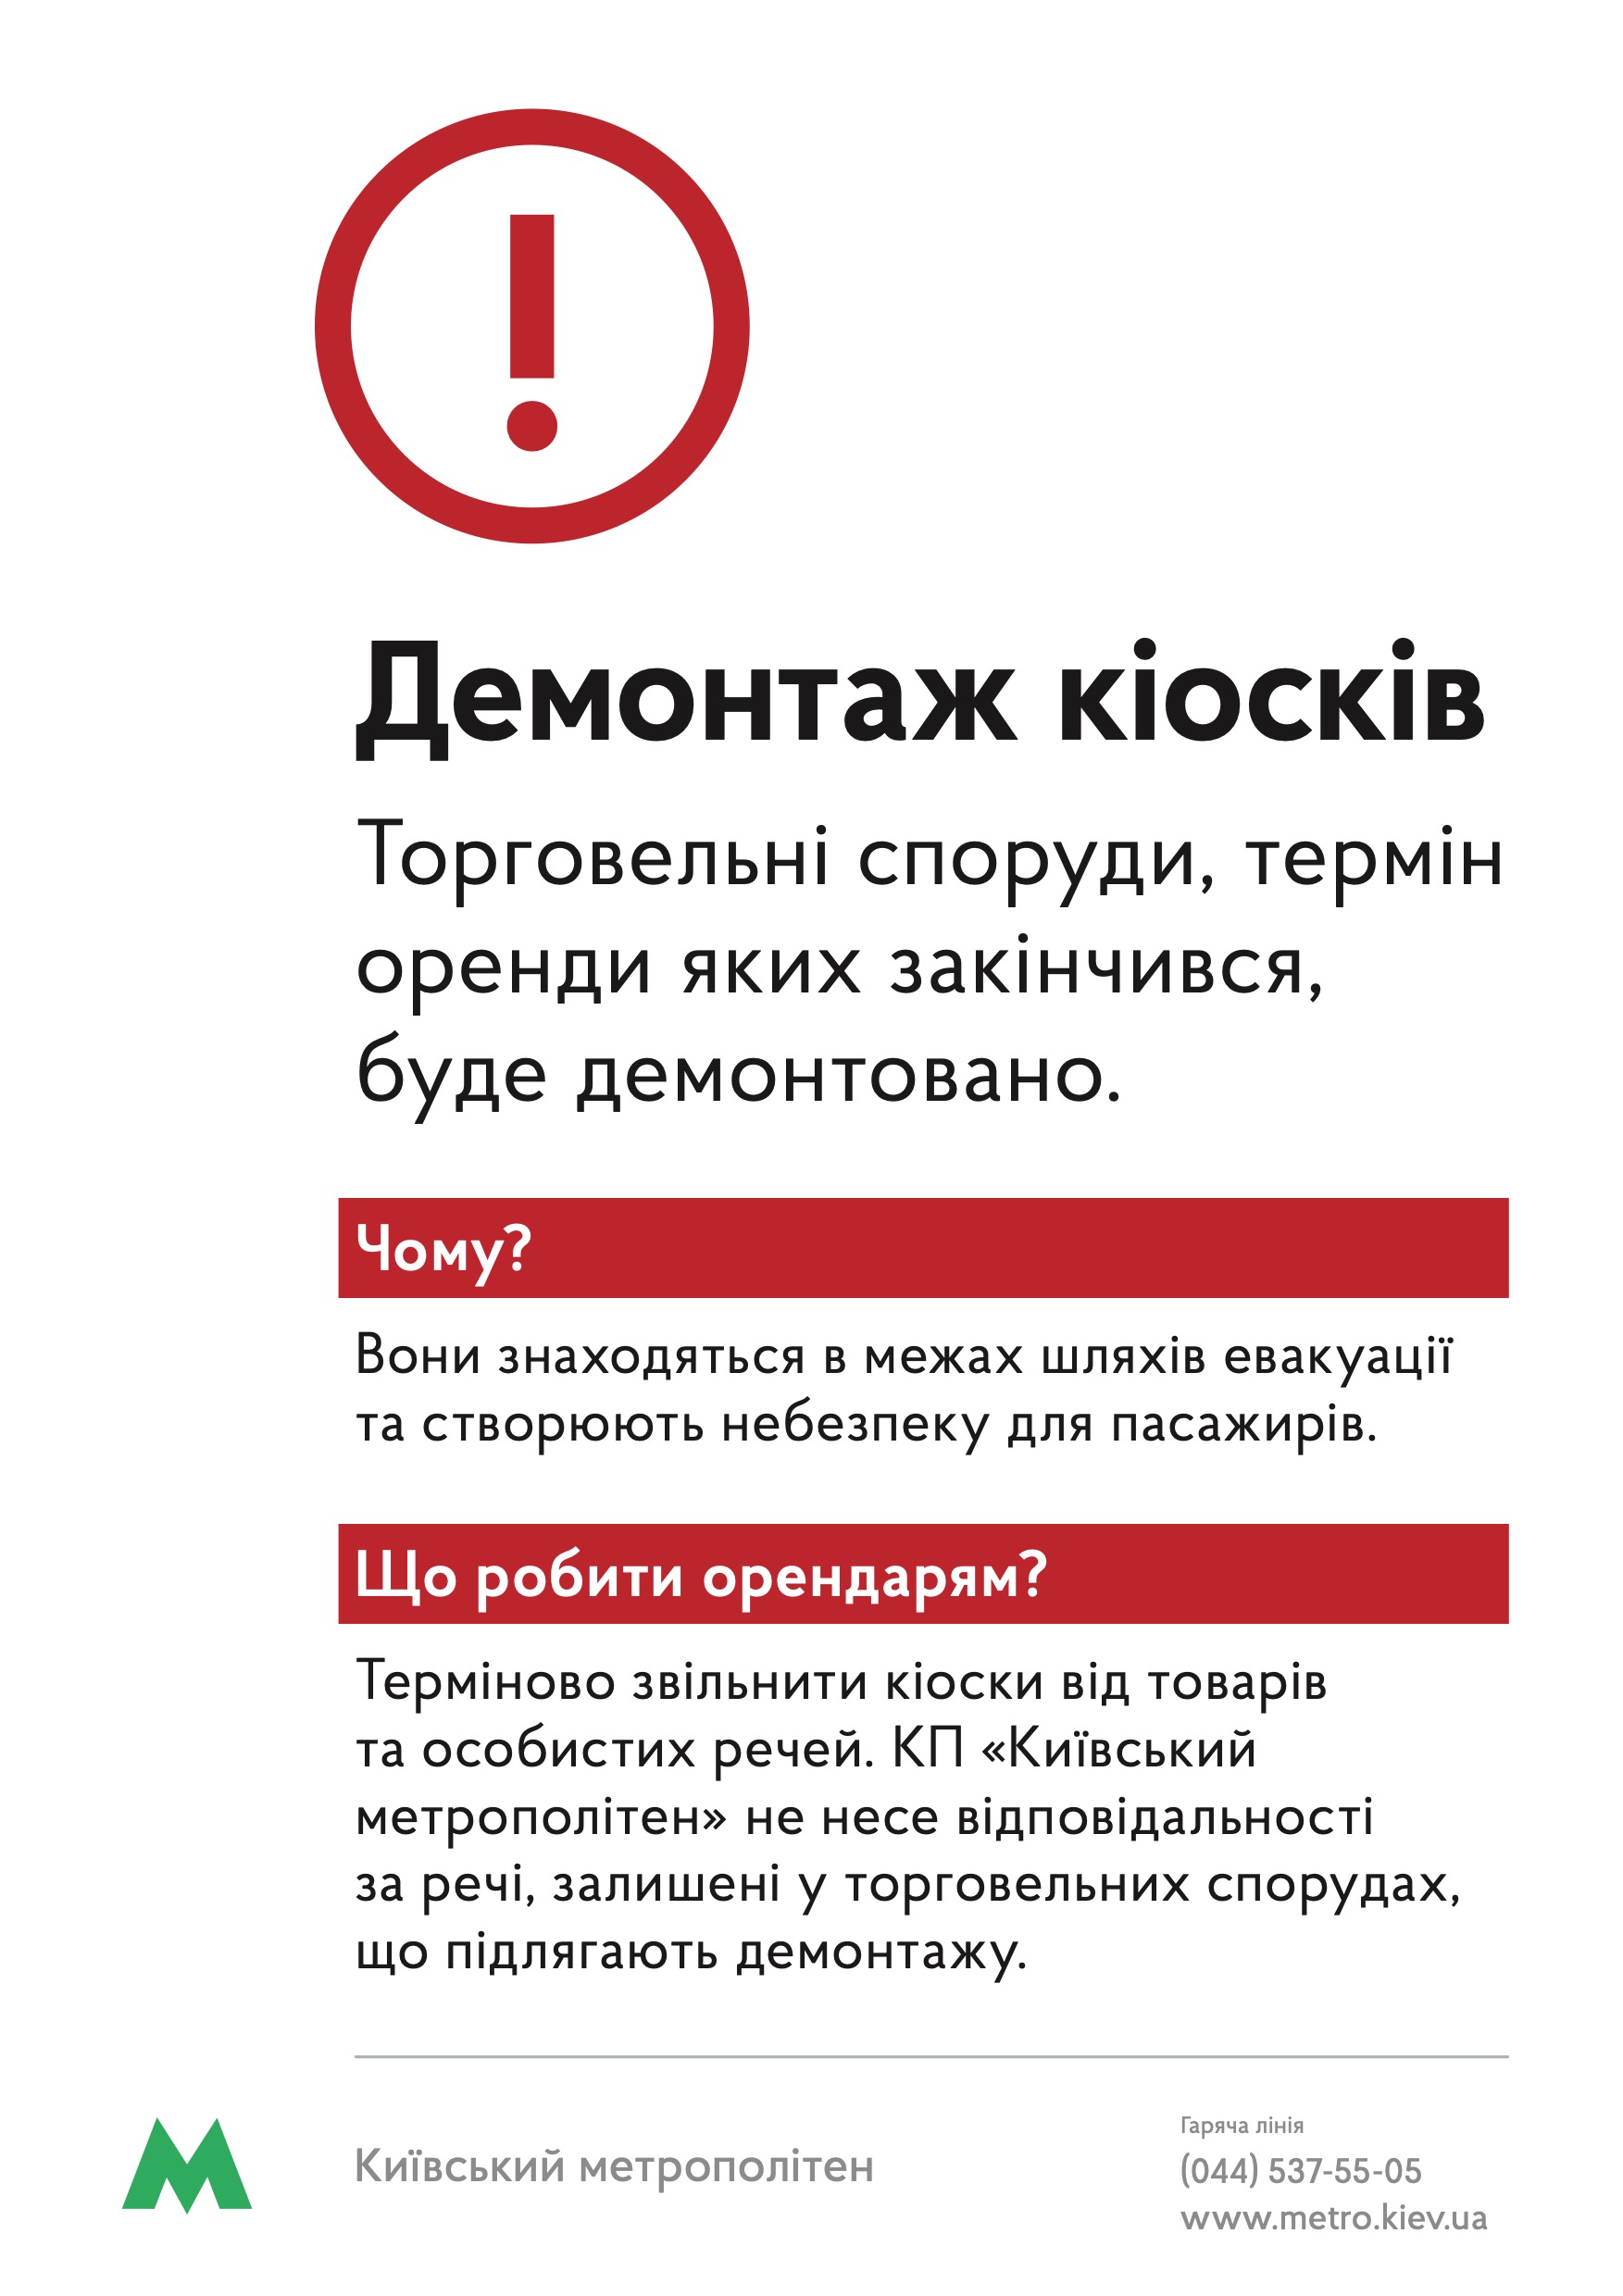 Демонтаж кіосків
Торговельні споруди, термін
оренди яких закінчився,
буде демонтовано.
Чому?
Вони знаходяться в межах шляхів евакуації
та створюють небезпеку для пасажирів.
Що робити орендарям?
Терміново звільнити кіоски від товарів
та особистих речей. КП «Київський
метрополітен» не несе відповідальності
за речі, залишені у торговельних спорудах,
що підлягають демонтажу.
Київський метрополітен
Гаряча лінія
(044) 537-55-05
www.metro.kiev.ua